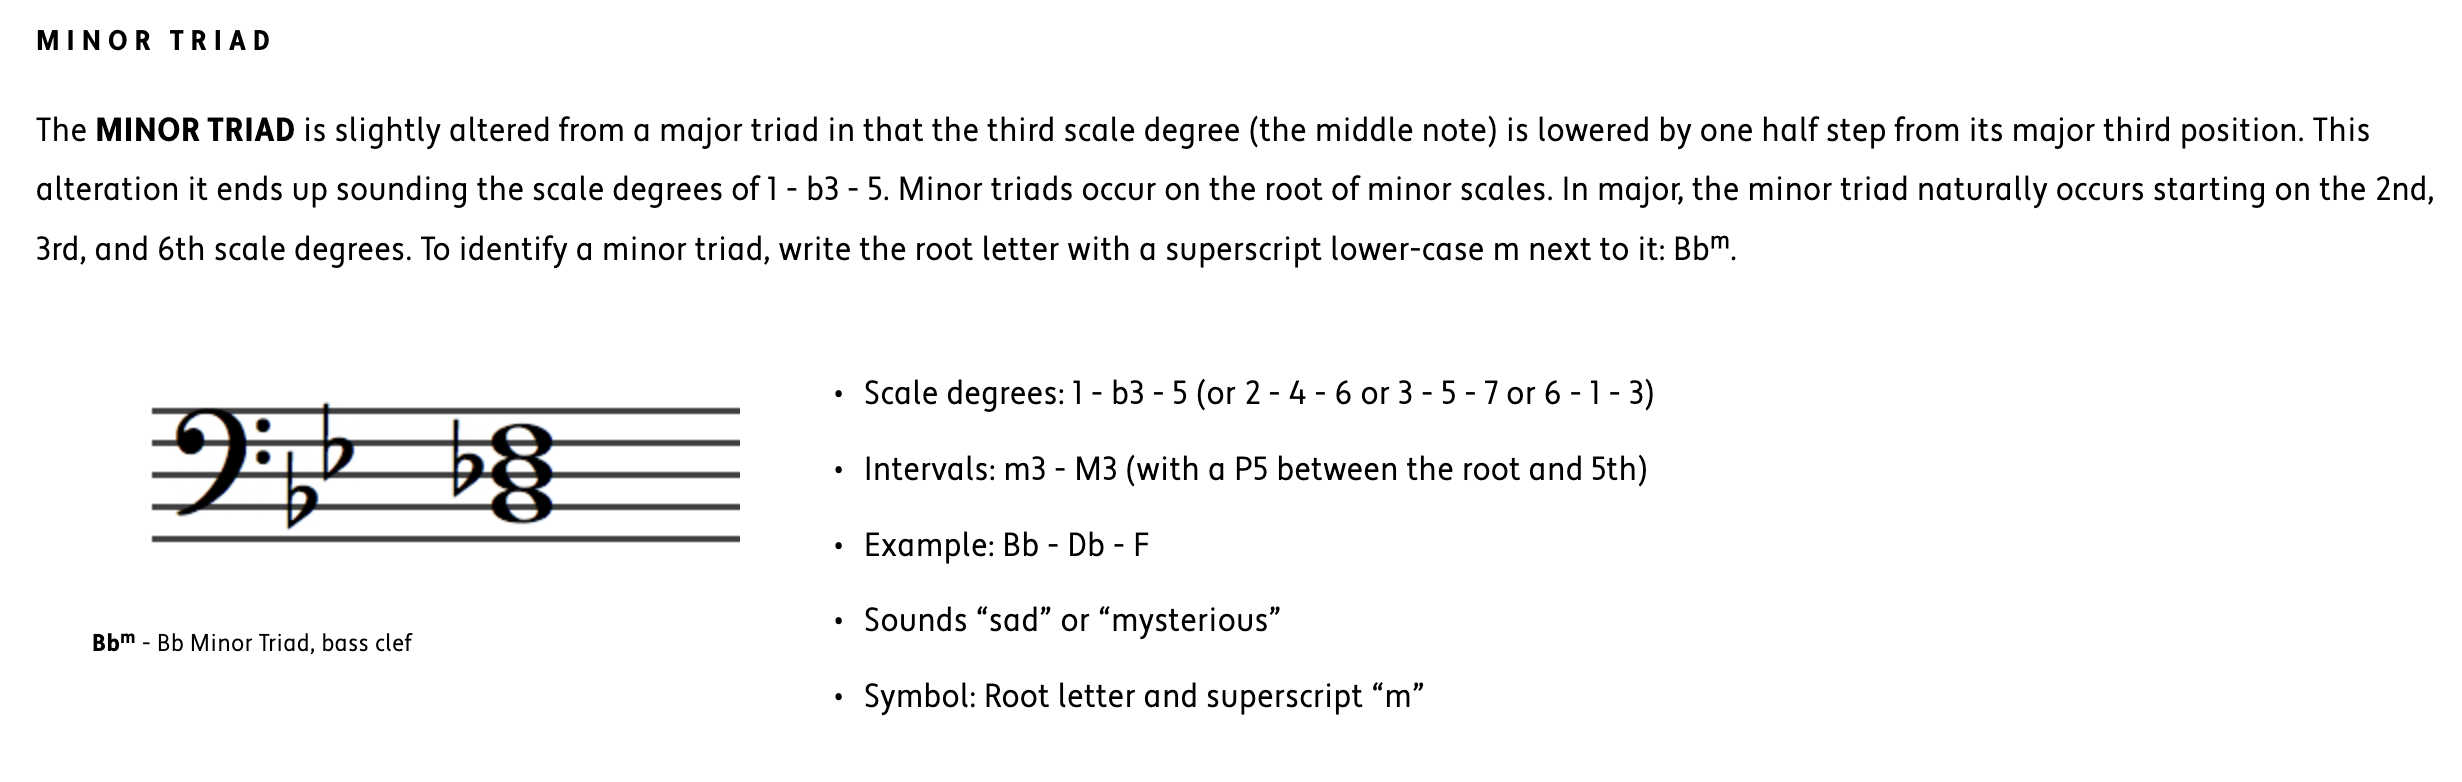 MINOR TRIAD
The MINOR TRIAD is slightly altered from a major triad in that the third scale degree (the middle note) is lowered by one half step from its major third position. This
alteration it ends up sounding the scale degrees of 1 - b3 - 5. Minor triads occur on the root of minor scales. In major, the minor triad naturally occurs starting on the 2nd,
3rd, and 6th scale degrees. To identify a minor triad, write the root letter with a superscript lower-case m next to it: Bbᵐ.
Bbᵐ - Bb Minor Triad, bass clef
• Scale degrees: 1 - b3 - 5 (or 2 - 4 - 6 or 3 - 5 - 7 or 6 - 1 - 3)
• Intervals: m3 - M3 (with a P5 between the root and 5th)
• Example: Bb - Db - F
• Sounds “sad” or “mysterious”
• Symbol: Root letter and superscript “m”